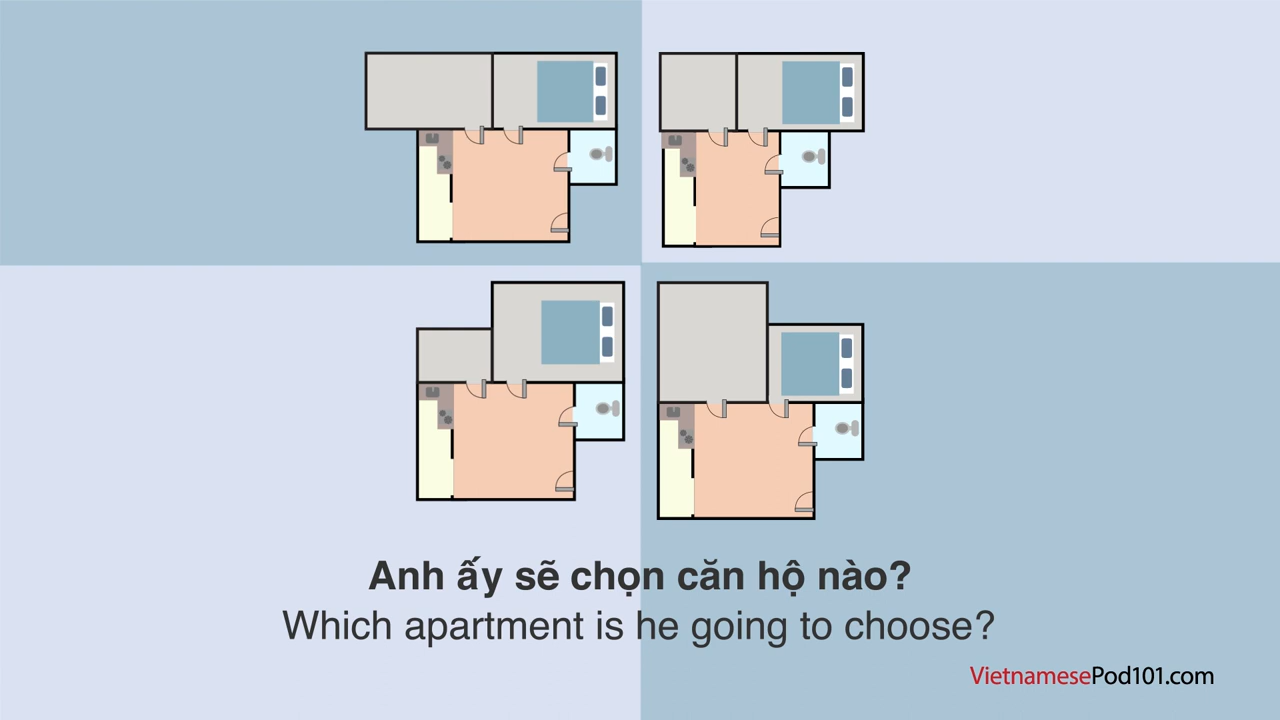 Anh ấy sẽ chọn căn hộ nào?
Which apartment is he going to choose?
VietnamesePod101.com